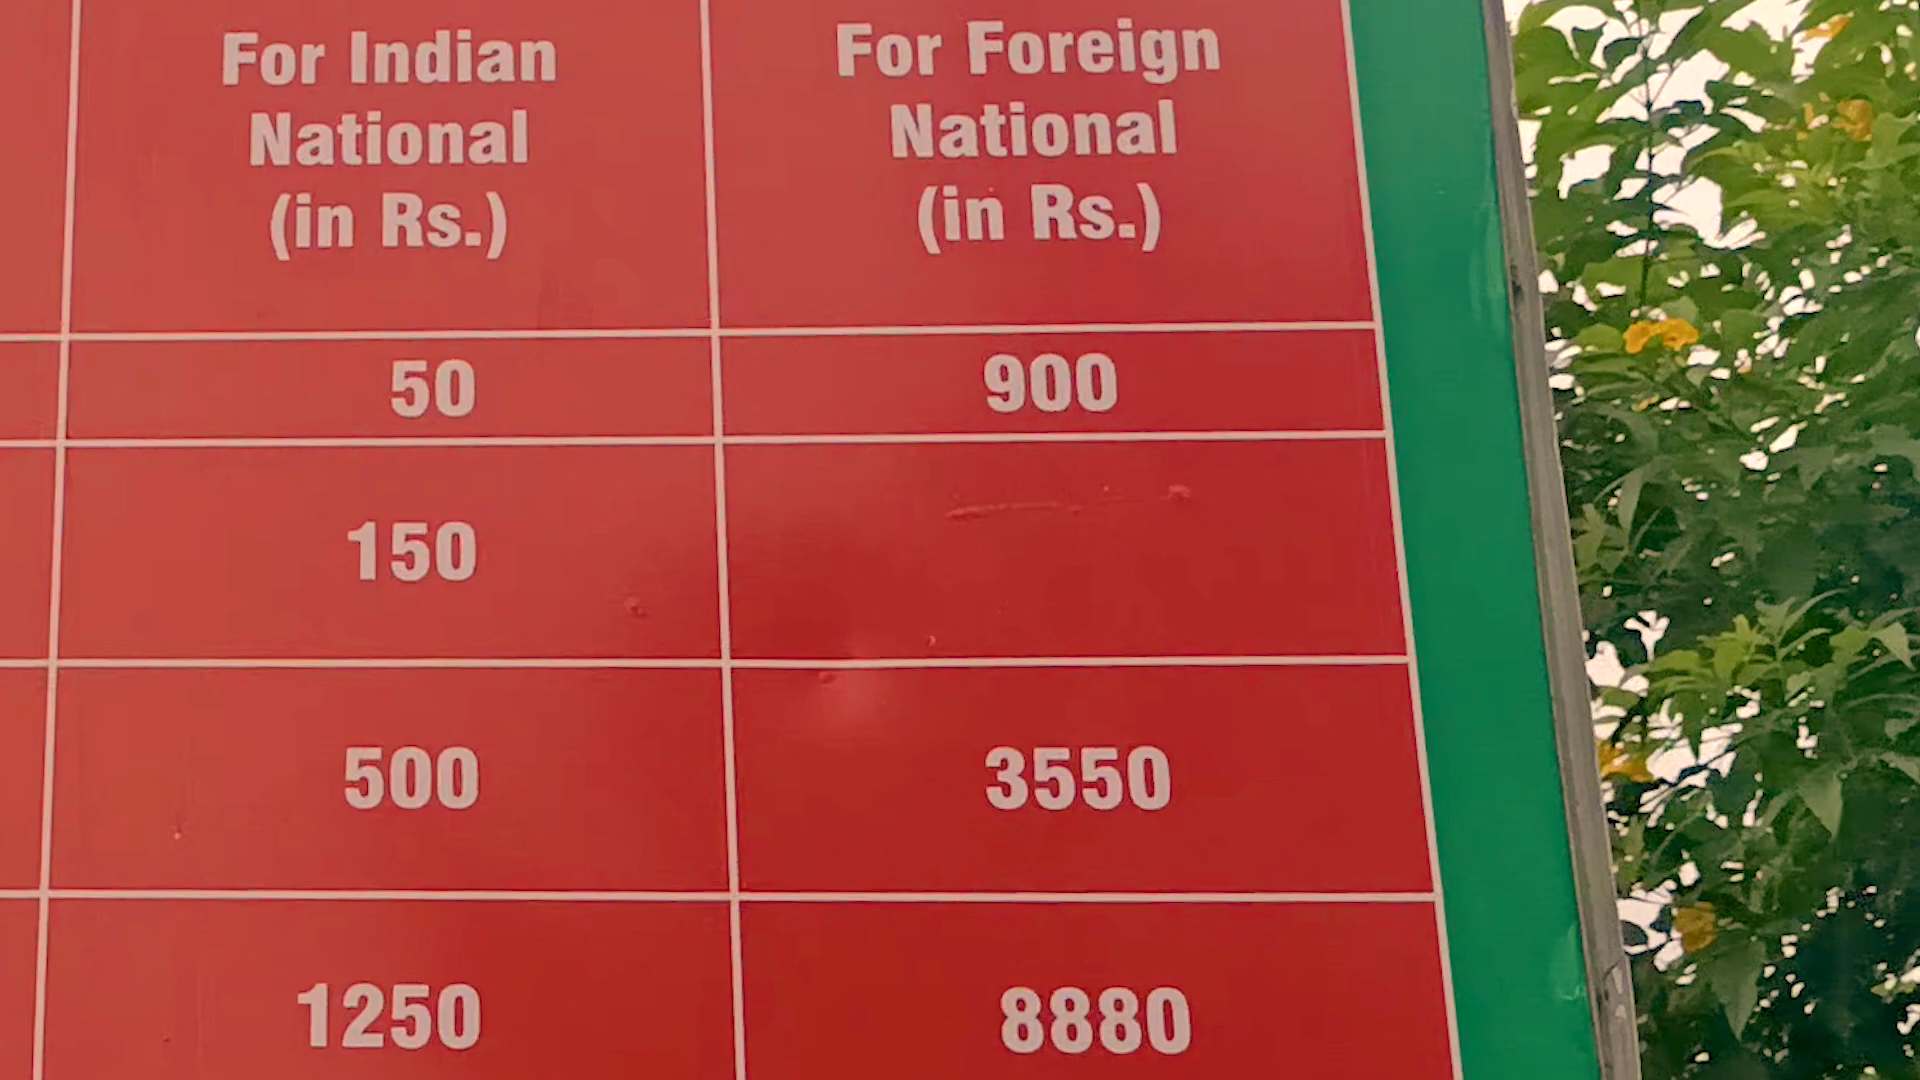 For Indian
National
(in Rs.)
For Foreign
National
(in Rs.)
50
900
150
500
3550
1250
8880